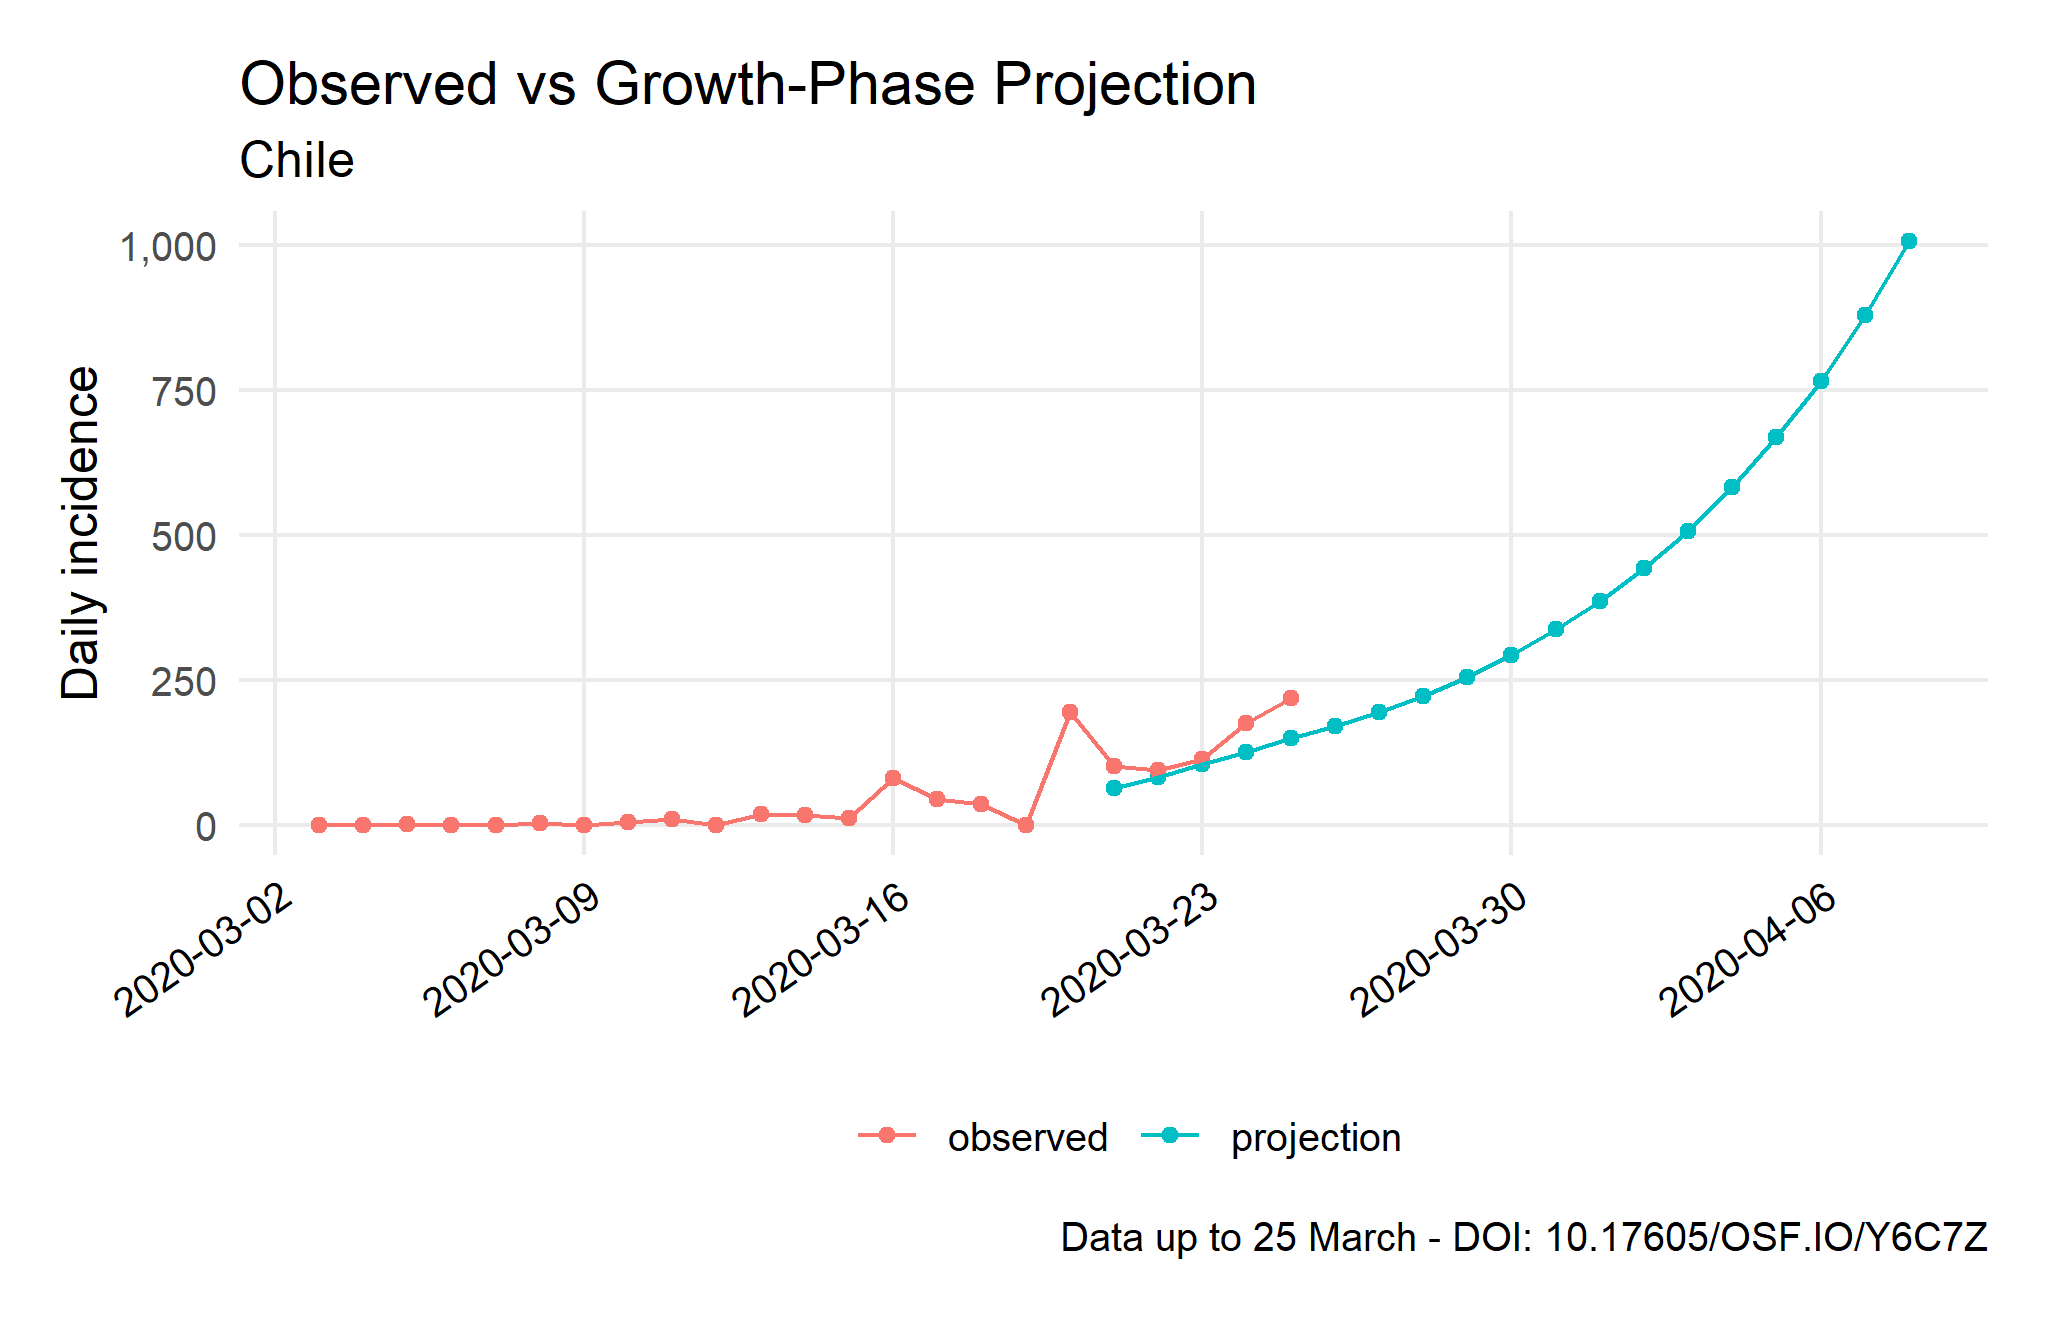 Observed vs Growth-Phase Projection
Chile
Daily incidence
1,000
750
500
250
0
2020-03-02
2020-03-09
2020-03-16
2020-03-23
2020-03-30
2020-04-06
observed
projection
Data up to 25 March - DOI: 10.17605/OSF.IO/Y6C7Z